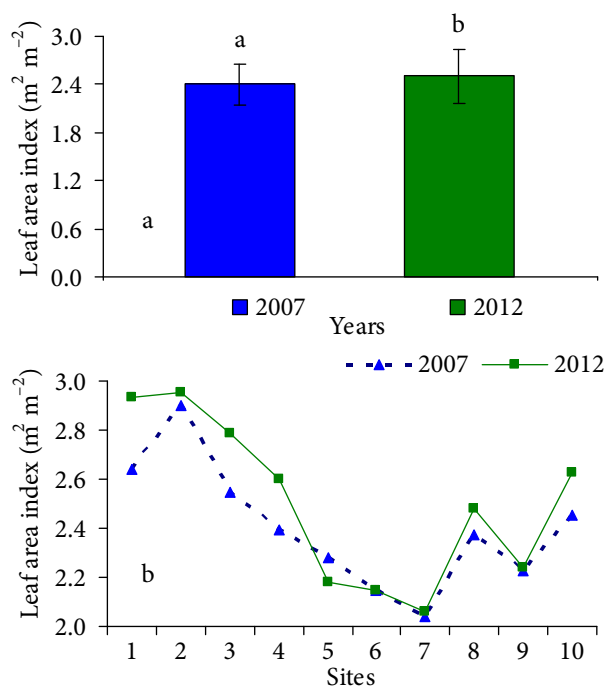 Leaf area index (m² m⁻²)
3.0
2.4
1.8
1.2
0.6
0.0
a
b
a
2007
2012
Years
2007
2012
Leaf area index (m² m⁻²)
3.0
2.8
2.6
2.4
2.2
2.0
b
1 2 3 4 5 6 7 8 9 10
Sites